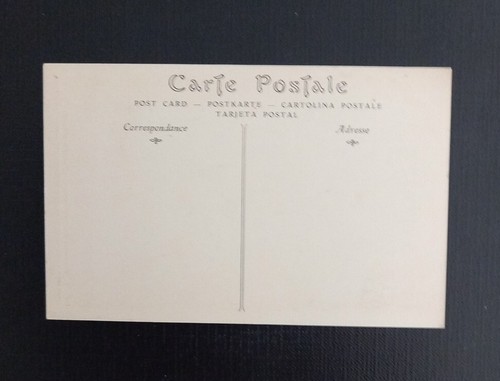 Carte Postale
POST CARD — POSTKARTE — CARTOLINA POSTALE
TARJETA POSTAL
Correspondance
Adresse